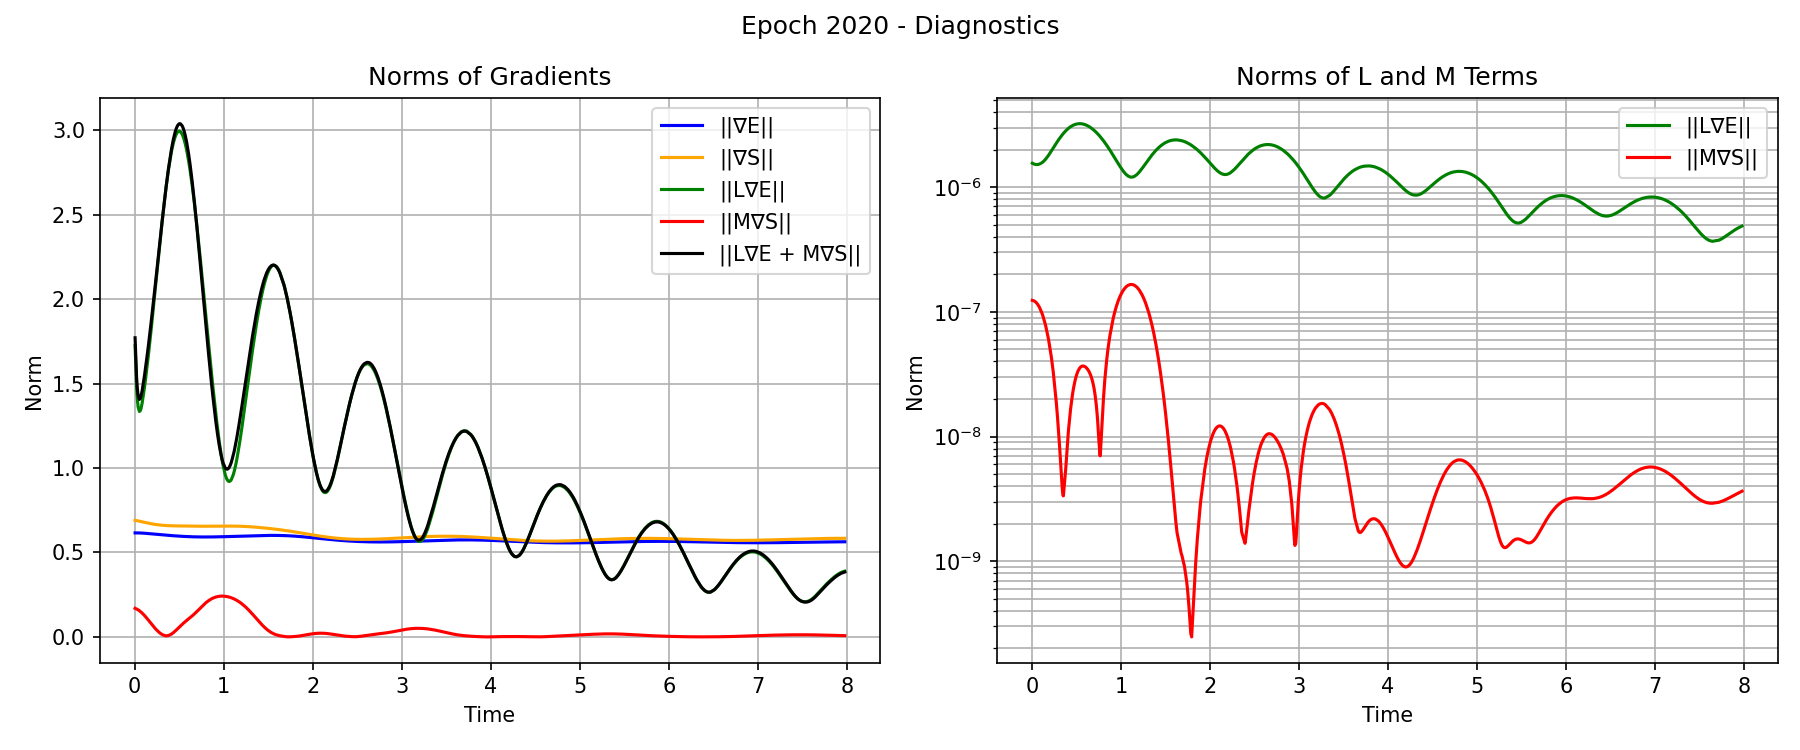 Epoch 2020 - Diagnostics
Norms of Gradients
||∇E||
||∇S||
||L∇E||
||M∇S||
||L∇E + M∇S||
3.0
2.5
2.0
1.5
1.0
0.5
0.0
Norm
0 1 2 3 4 5 6 7 8
Time
Norms of L and M Terms
||L∇E||
||M∇S||
10⁻⁶
10⁻⁷
10⁻⁸
10⁻⁹
Norm
0 1 2 3 4 5 6 7 8
Time